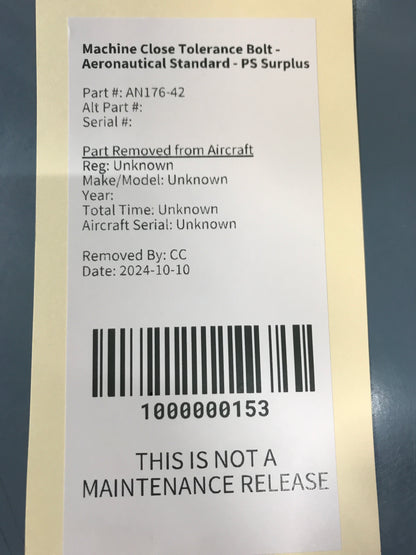 Machine Close Tolerance Bolt -
Aeronautical Standard - PS Surplus
Part #: AN176-42
Alt Part #:
Serial #:
Part Removed from Aircraft
Reg: Unknown
Make/Model: Unknown
Year:
Total Time: Unknown
Aircraft Serial: Unknown
Removed By: CC
Date: 2024-10-10
1000000153
THIS IS NOT A
MAINTENANCE RELEASE